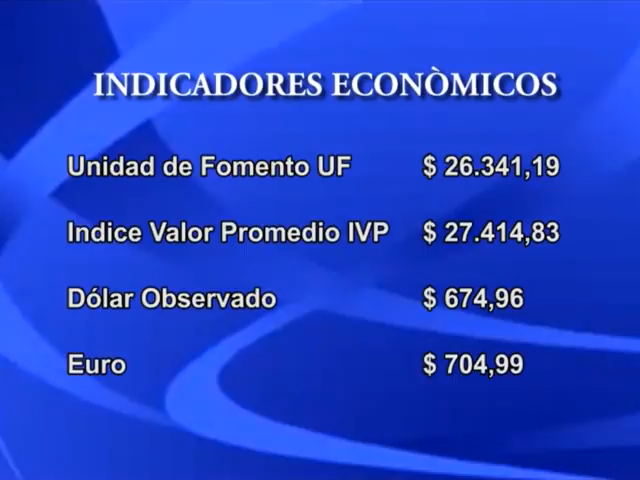 INDICADORES ECONÒMICOS
Unidad de Fomento UF $ 26.341,19
Indice Valor Promedio IVP $ 27.414,83
Dólar Observado $ 674,96
Euro $ 704,99